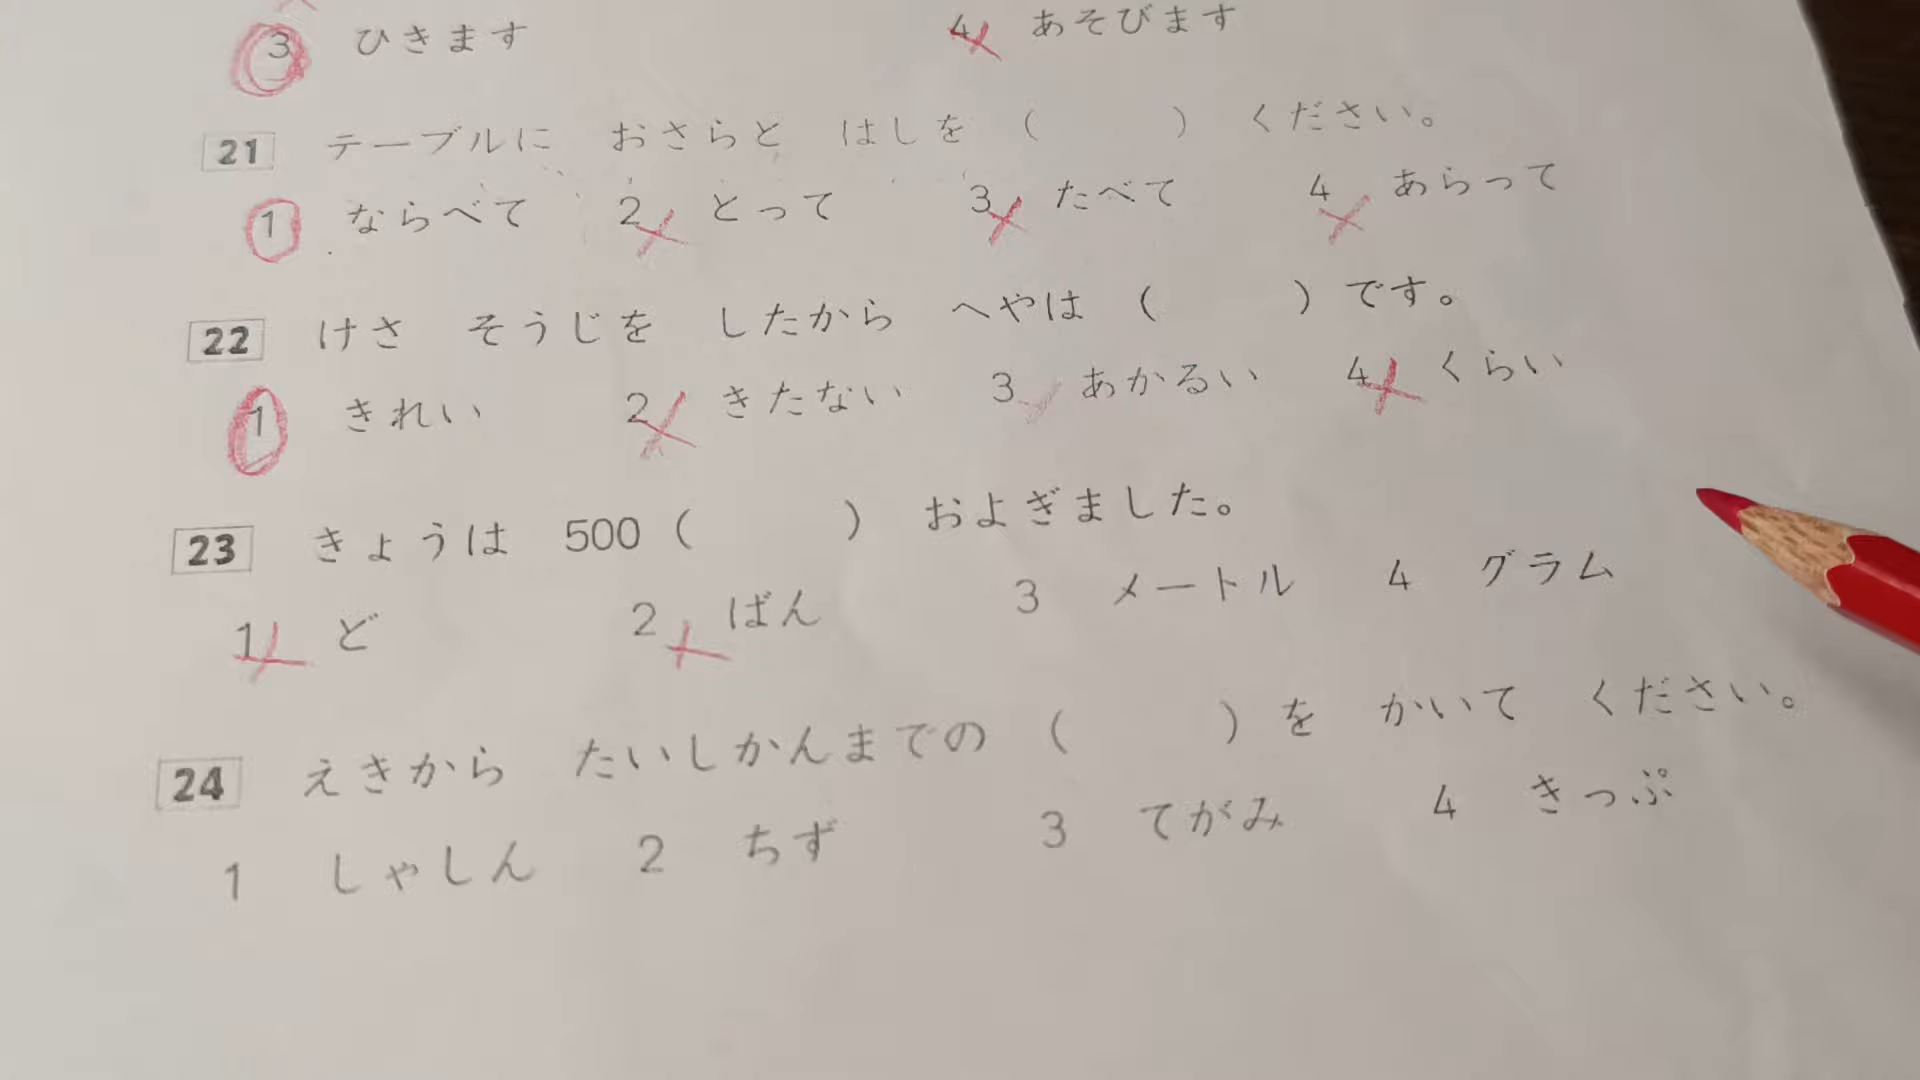 3 ひきます 4 あそびます
21 テーブルに おさらと はしを ( ) ください。
1 ならべて 2 とって 3 たべて 4 あらって
22 けさ そうじを したから へやは ( ) です。
1 きれい 2 きたない 3 あかるい 4 くらい
23 きょうは 500 ( ) およぎました。
1 ど 2 ばん 3 メートル 4 グラム
24 えきから たいしかんまでの ( ) を かいて ください。
1 しゃしん 2 ちず 3 てがみ 4 きっぷ